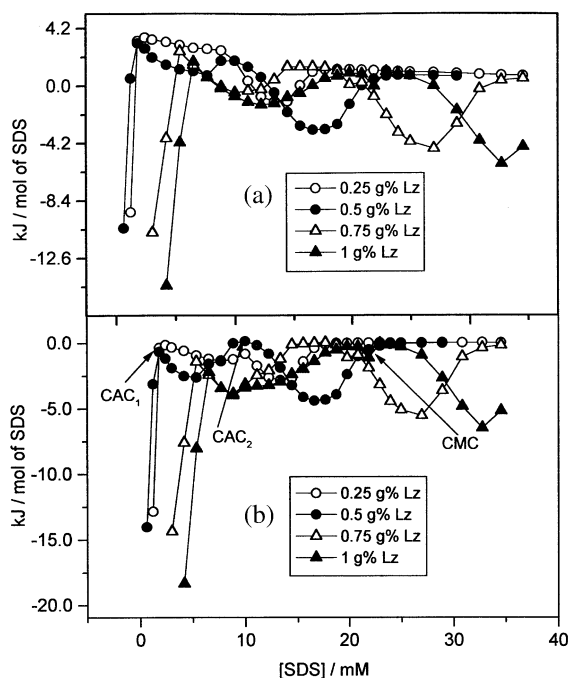 (a)
4.2
0.0
-4.2
-8.4
-12.6
kJ / mol of SDS
0.25 g% Lz
0.5 g% Lz
0.75 g% Lz
1 g% Lz
(b)
0.0
-5.0
-10.0
-15.0
-20.0
kJ / mol of SDS
CAC₁
CAC₂
CMC
0.25 g% Lz
0.5 g% Lz
0.75 g% Lz
1 g% Lz
0
10
20
30
40
[SDS] / mM